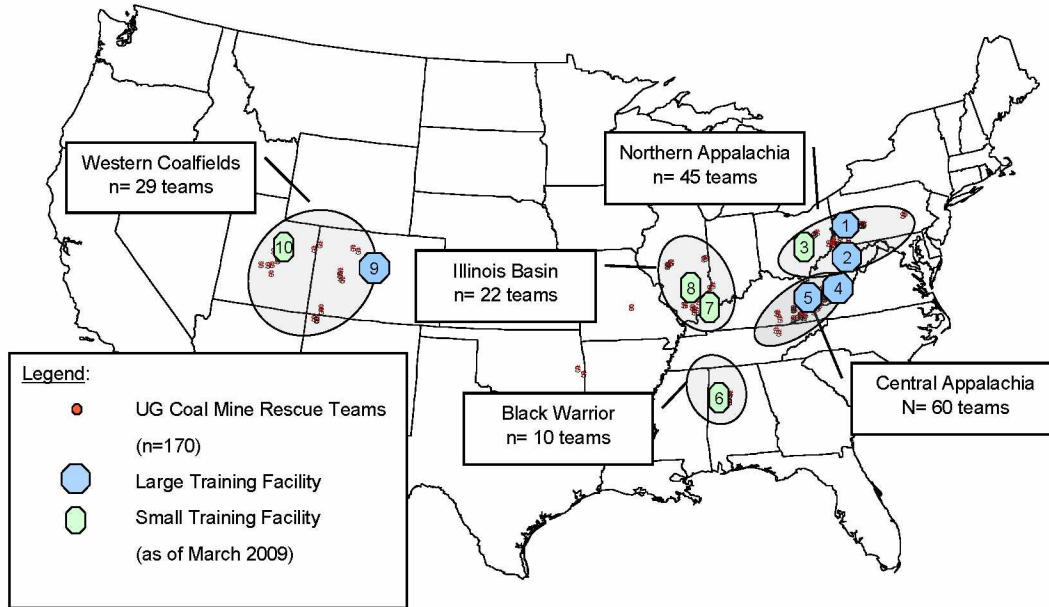 Northern Appalachia
n= 45 teams
Western Coalfields
n= 29 teams
1
3
10
2
9
Illinois Basin
n= 22 teams
8
4
5
7
Legend:
UG Coal Mine Rescue Teams
(n=170)
Large Training Facility
Small Training Facility
(as of March 2009)
Black Warrior
n= 10 teams
6
Central Appalachia
N= 60 teams